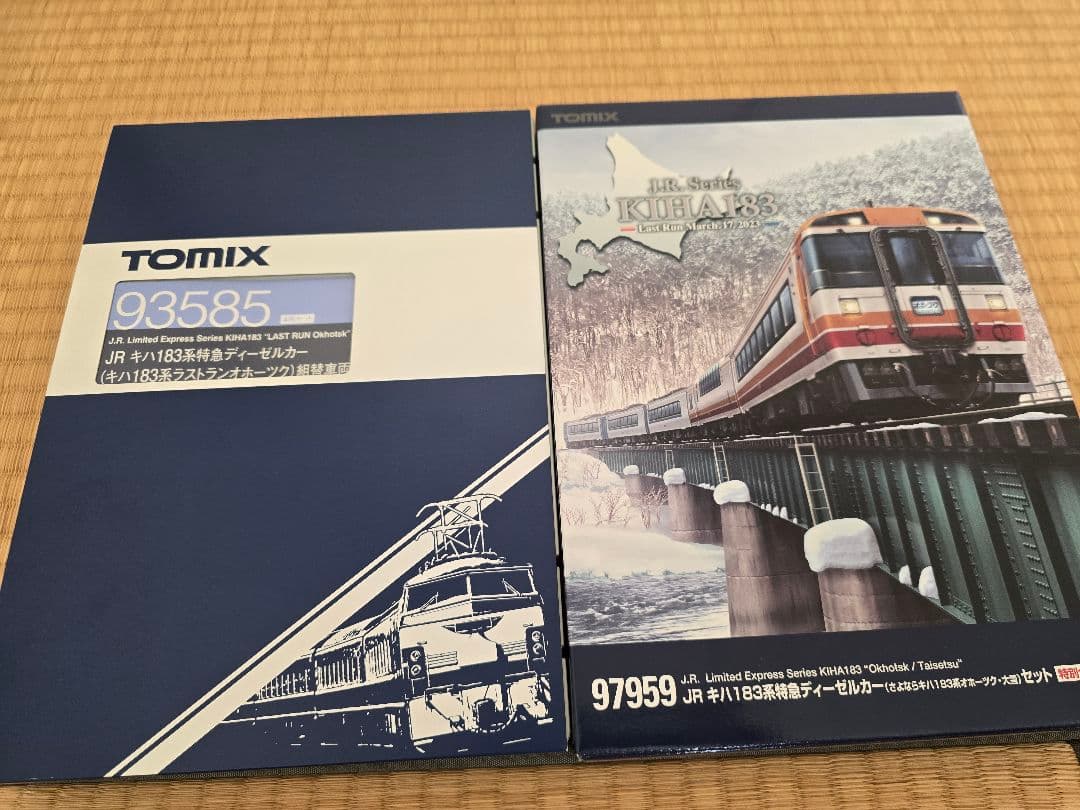 TOMIX
93585
J.R. Limited Express Series KIHA183 "LAST RUN Okhotsk"
JR キハ183系特急ディーゼルカー
(キハ183系ラストランオホーツク)組替車両
TOMIX
J.R. Series
KIHA183
Last Run March.17.2023
97959
J.R. Limited Express Series KIHA183 "Okhotsk / Taisetsu"
JR キハ183系特急ディーゼルカー(さよならキハ183系オホーツク・大雪)セット
特別